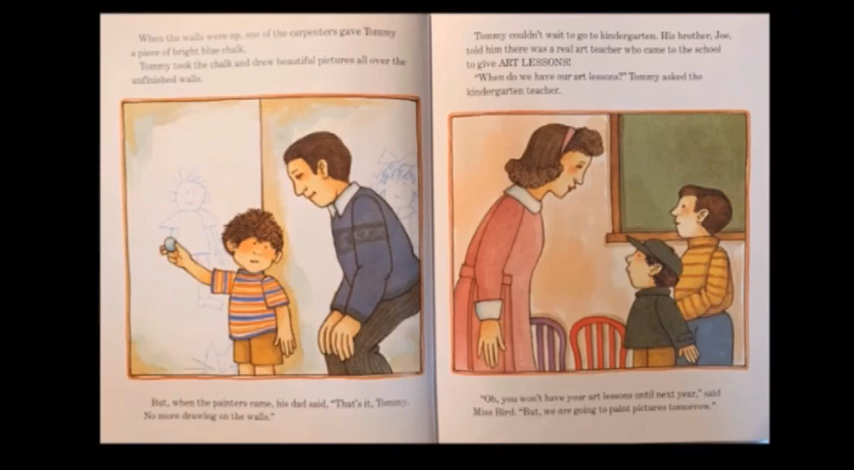 When the walls were up, one of the carpenters gave Tommy
a piece of bright blue chalk.
Tommy took the chalk and drew beautiful pictures all over the
unfinished walls.
But, when the painters came, his dad said, "That's it, Tommy.
No more drawing on the walls."
Tommy couldn't wait to go to kindergarten. His brother, Joe,
told him there was a real art teacher who came to the school
to give ART LESSONS!
"When do we have our art lessons?" Tommy asked the
kindergarten teacher.
"Oh, you won't have your art lessons until next year," said
Miss Bird. "But, we are going to paint pictures tomorrow."